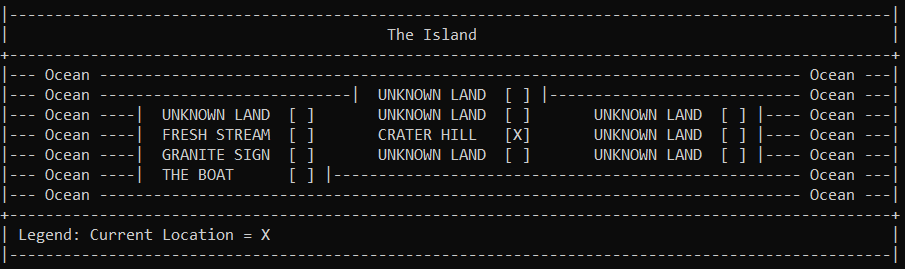 |--------------------------------------------------------------------------------------------------|
|                                          The Island                                              |
+--------------------------------------------------------------------------------------------------+
|--- Ocean ------------------------------------------------------------------------------ Ocean ---|
|--- Ocean -----------------------------|  UNKNOWN LAND  [ ] |---------------------------- Ocean ---|
|--- Ocean ----|  UNKNOWN LAND  [ ]       UNKNOWN LAND  [ ]       UNKNOWN LAND  [ ] |---- Ocean ---|
|--- Ocean ----|  FRESH STREAM  [ ]       CRATER HILL   [X]       UNKNOWN LAND  [ ] |---- Ocean ---|
|--- Ocean ----|  GRANITE SIGN  [ ]       UNKNOWN LAND  [ ]       UNKNOWN LAND  [ ] |---- Ocean ---|
|--- Ocean ----|  THE BOAT      [ ] |---------------------------------------------------- Ocean ---|
|--- Ocean ------------------------------------------------------------------------------ Ocean ---|
+--------------------------------------------------------------------------------------------------+
| Legend: Current Location = X                                                                     |
|--------------------------------------------------------------------------------------------------|